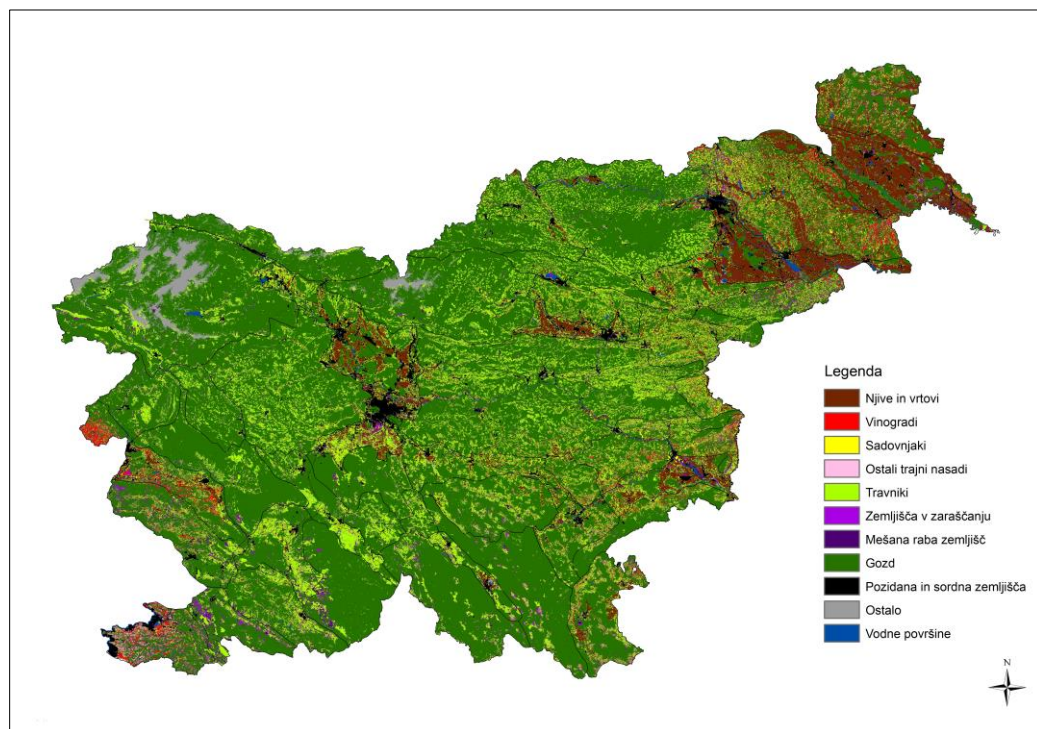 Legenda
Njive in vrtovi
Vinogradi
Sadovnjaki
Ostali trajni nasadi
Travniki
Zemljišča v zaraščanju
Mešana raba zemljišč
Gozd
Pozidana in sordna zemljišča
Ostalo
Vodne površine
N